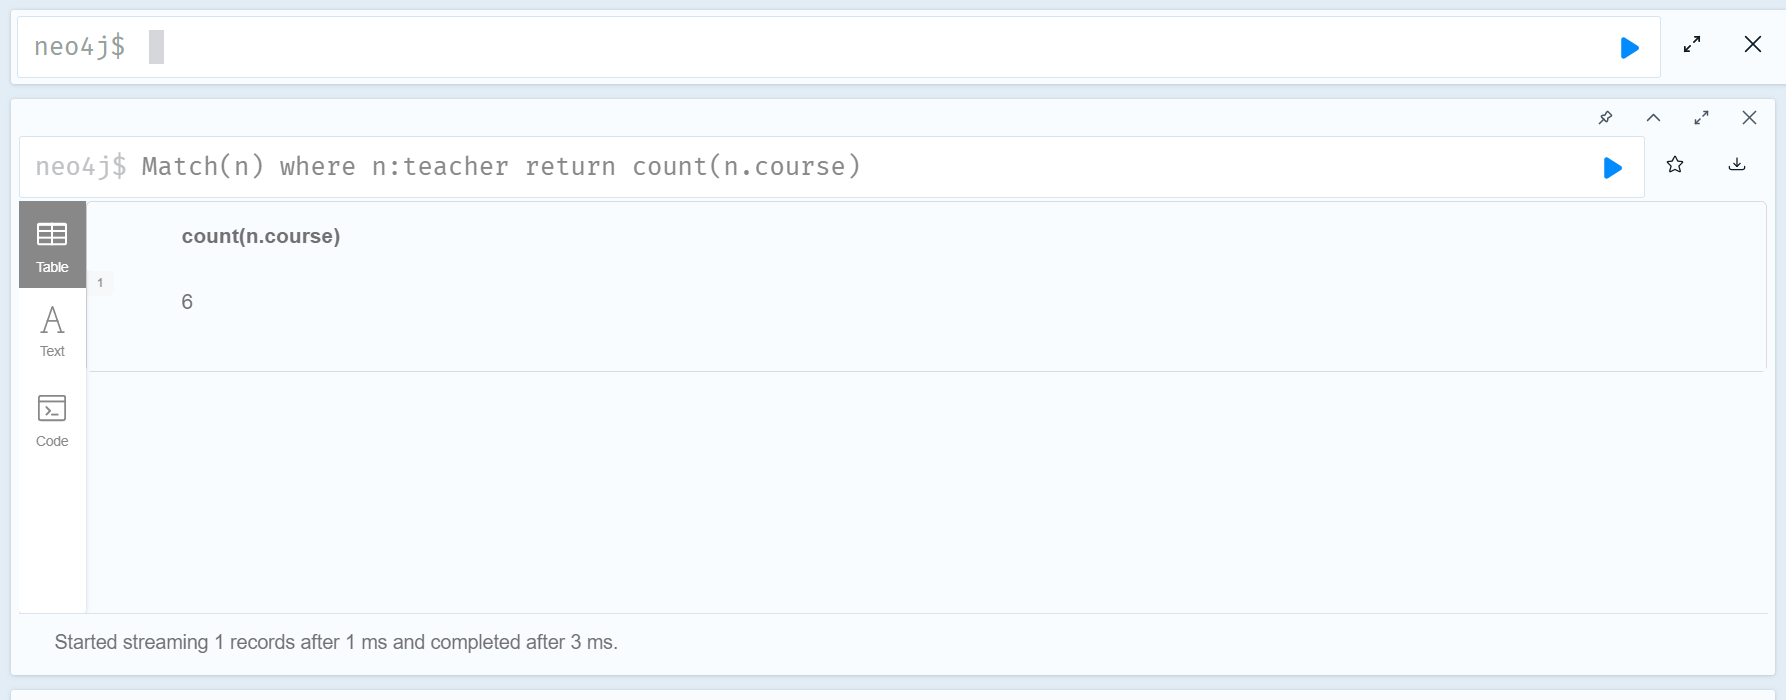 neo4j$
neo4j$ Match(n) where n:teacher return count(n.course)
Table
count(n.course)
1
6
Text
Code
Started streaming 1 records after 1 ms and completed after 3 ms.